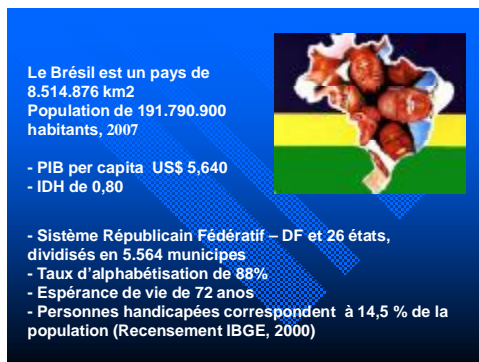 Le Brésil est un pays de
8.514.876 km2
Population de 191.790.900
habitants, 2007
- PIB per capita  US$ 5,640
- IDH de 0,80
- Sistème Républicain Fédératif – DF et 26 états,
dividisés en 5.564 municipes
- Taux d'alphabétisation de 88%
- Espérance de vie de 72 anos
- Personnes handicapées correspondent  à 14,5 % de la
population (Recensement IBGE, 2000)